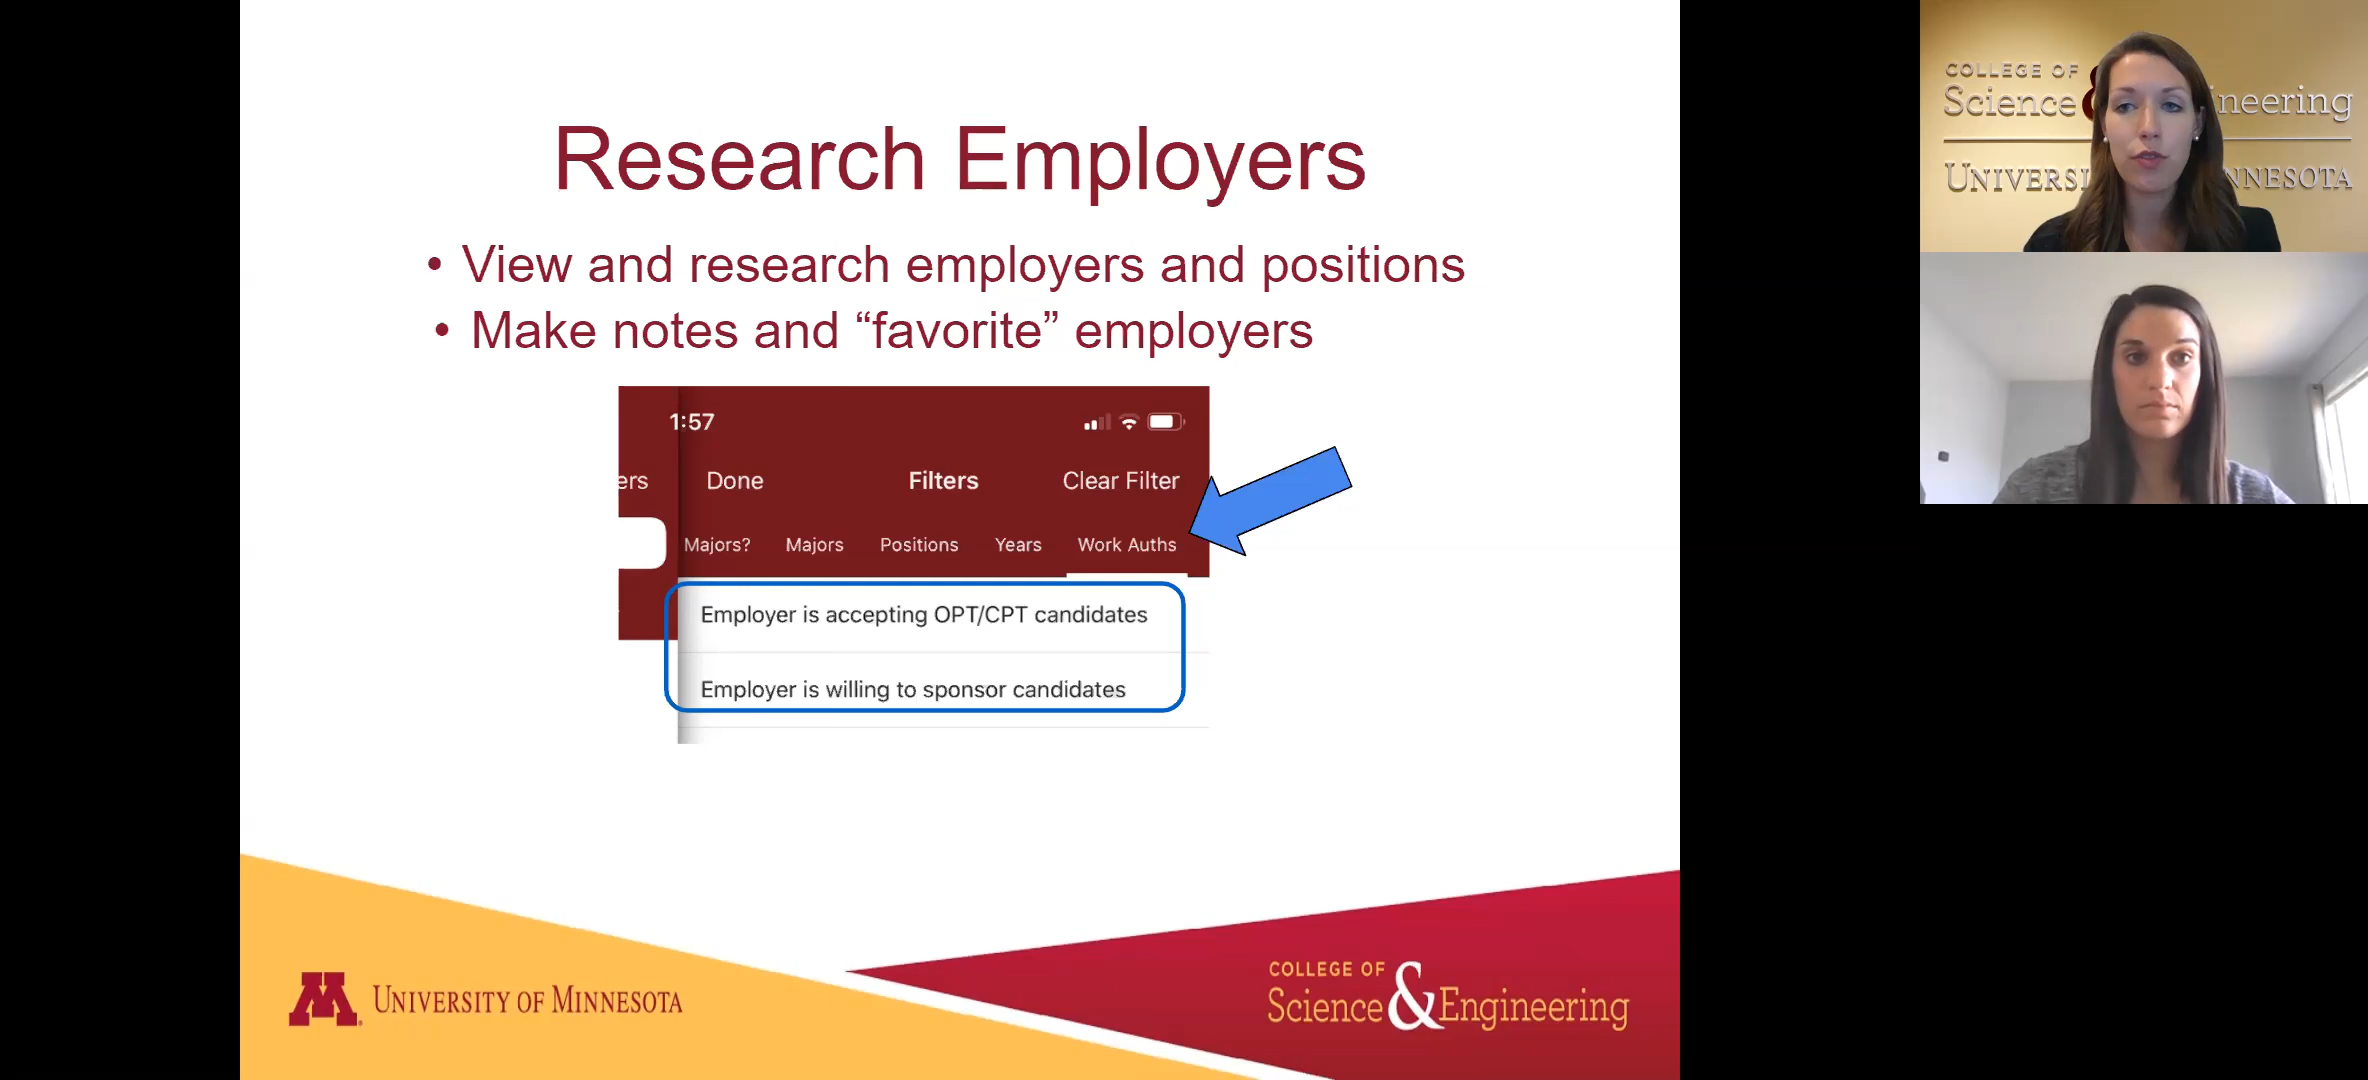 Research Employers
• View and research employers and positions
• Make notes and “favorite” employers
1:57
ers
Done
Filters
Clear Filter
Majors?
Majors
Positions
Years
Work Auths
Employer is accepting OPT/CPT candidates
Employer is willing to sponsor candidates
M
UNIVERSITY OF MINNESOTA
COLLEGE OF
Science & Engineering
COLLEGE OF
Science & neering
UNIVERSI NNESOTA